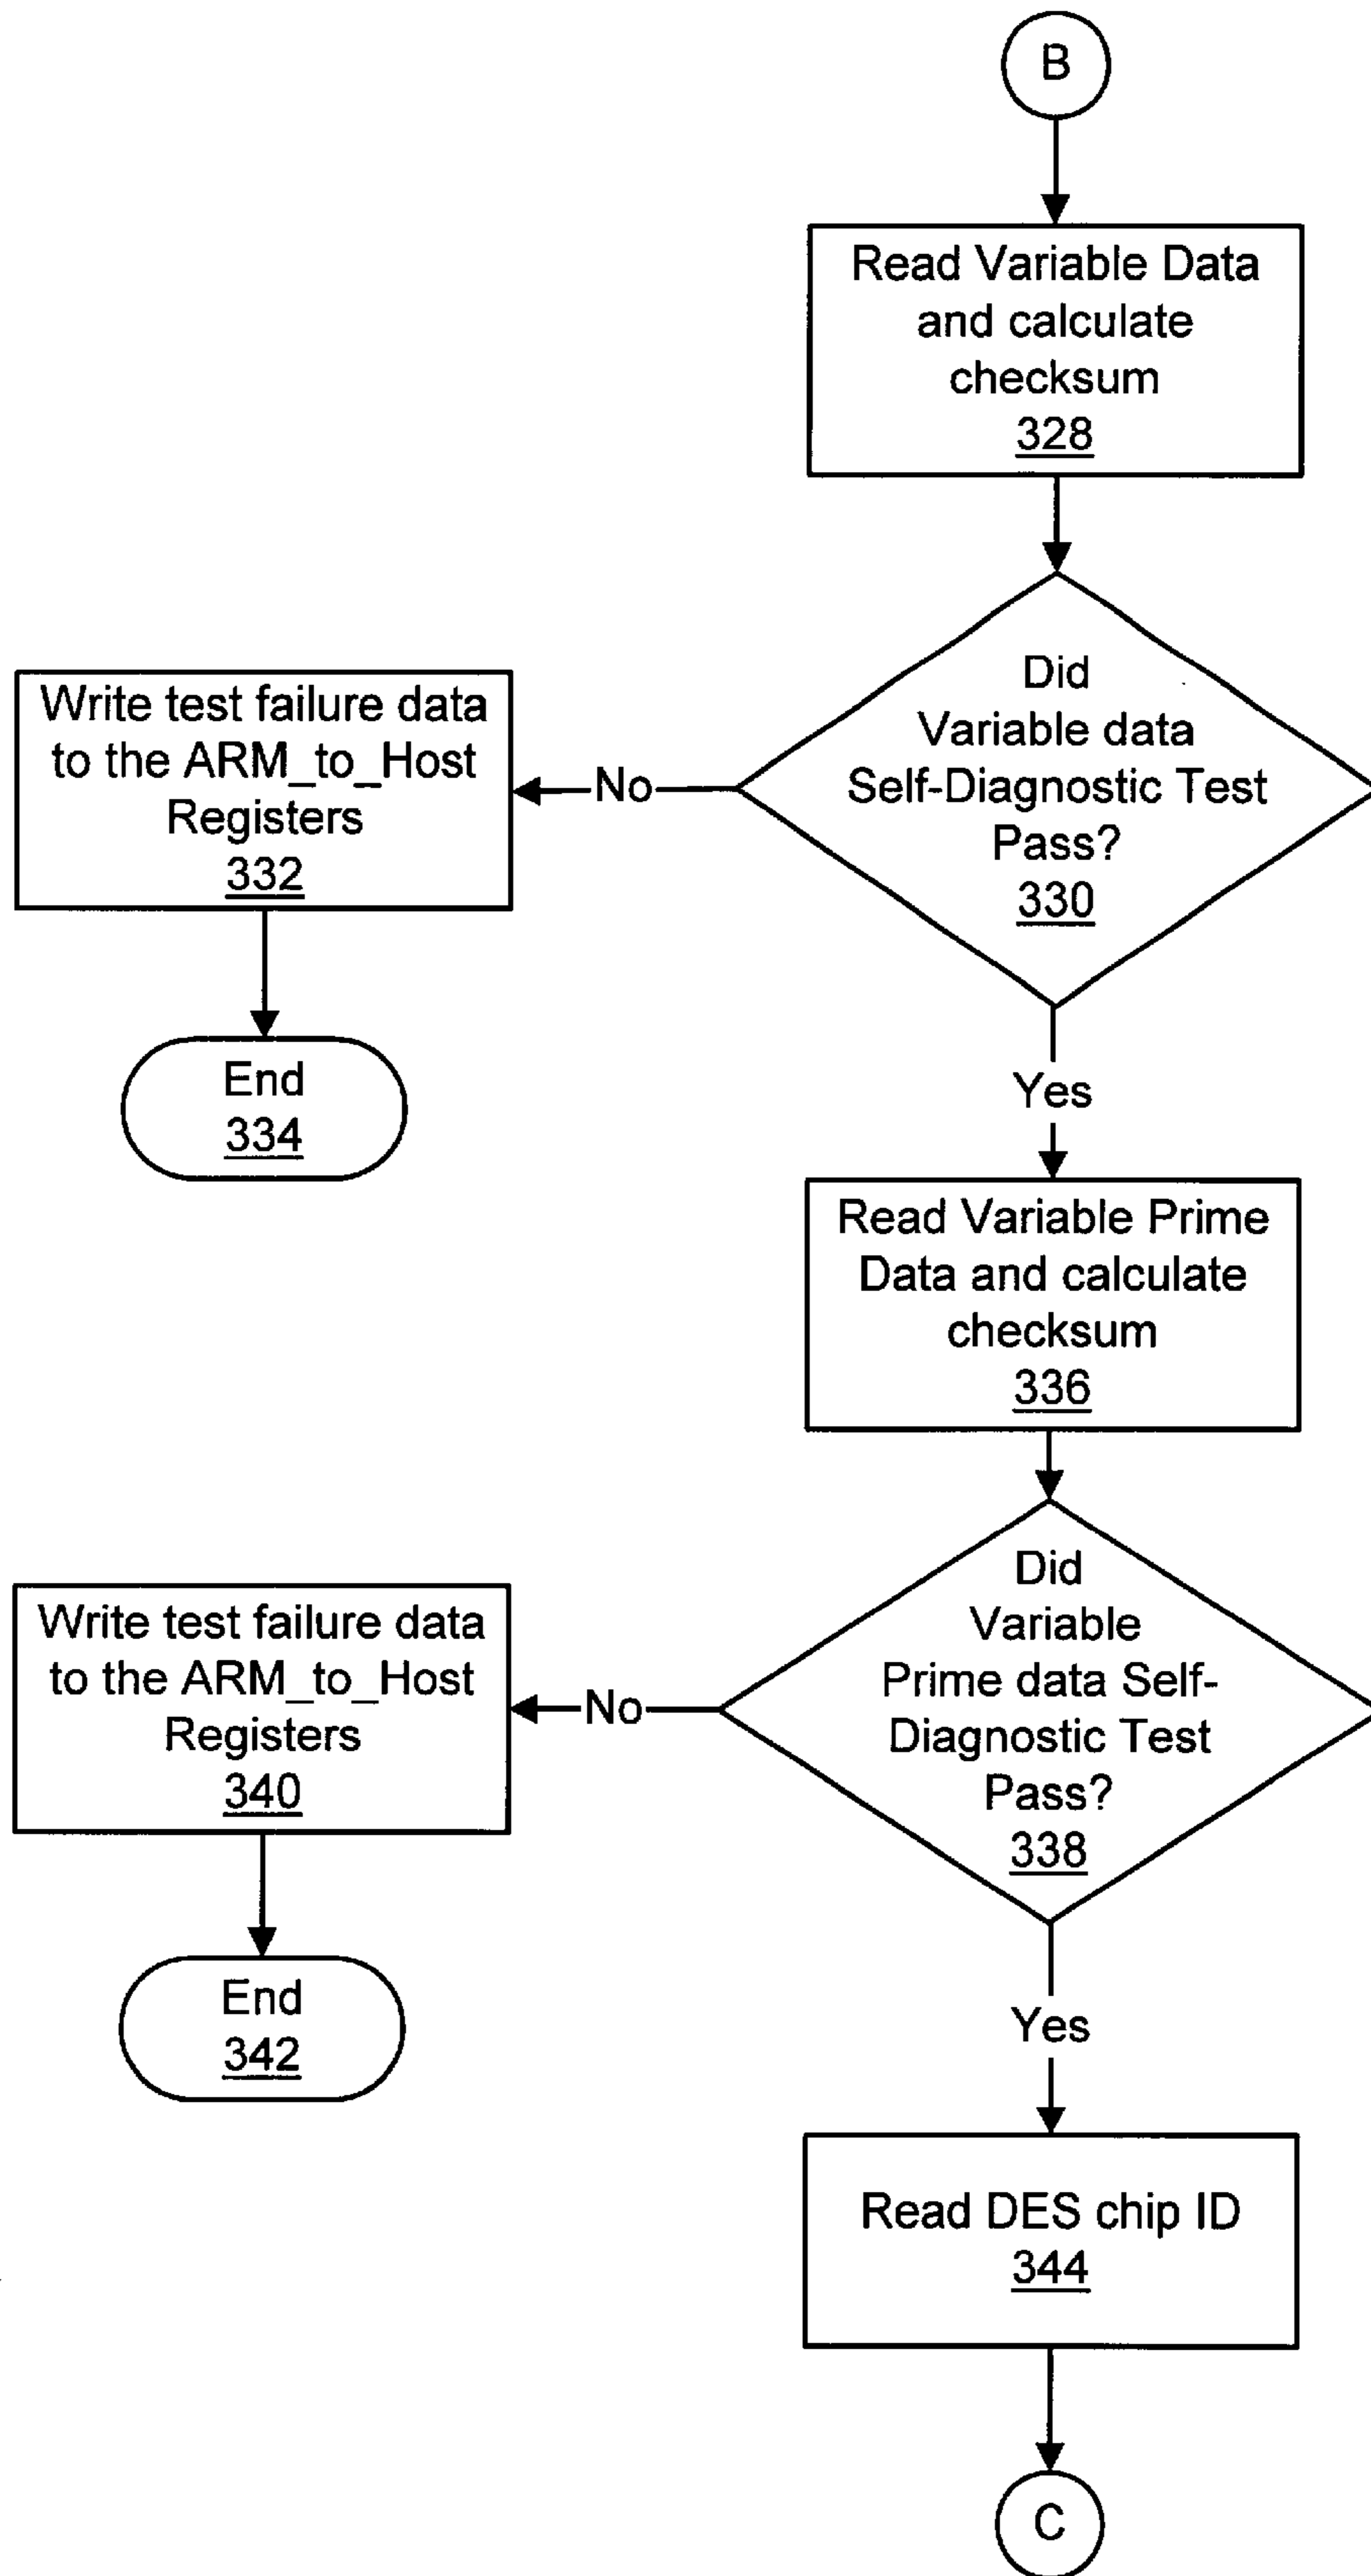 B
Read Variable Data
and calculate
checksum
328
Did
Variable data
Self-Diagnostic Test
Pass?
330
No
Write test failure data
to the ARM_to_Host
Registers
332
End
334
Yes
Read Variable Prime
Data and calculate
checksum
336
Did
Variable
Prime data Self-
Diagnostic Test
Pass?
338
No
Write test failure data
to the ARM_to_Host
Registers
340
End
342
Yes
Read DES chip ID
344
C